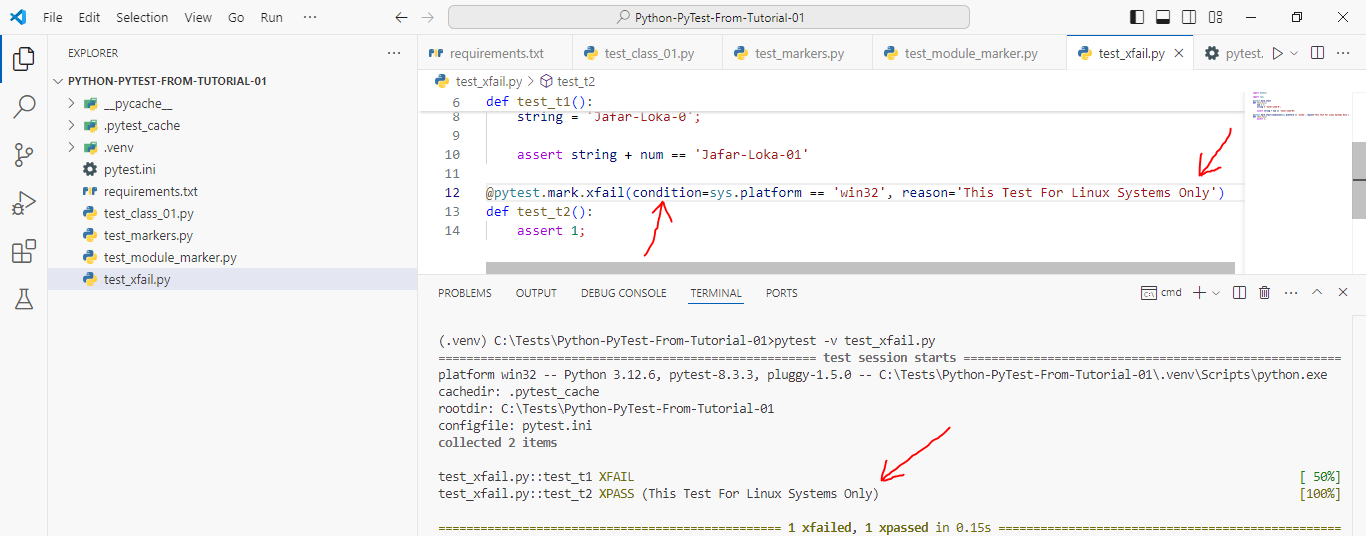 File Edit Selection View Go Run ··· Python-PyTest-From-Tutorial-01
EXPLORER ···
PYTHON-PYTEST-FROM-TUTORIAL-01
__pycache__
.pytest_cache
.venv
pytest.ini
requirements.txt
test_class_01.py
test_markers.py
test_module_marker.py
test_xfail.py
requirements.txt test_class_01.py test_markers.py test_module_marker.py test_xfail.py pytest.
test_xfail.py > test_t2
6 def test_t1():
8 string = 'Jafar-Loka-0';
9
10 assert string + num == 'Jafar-Loka-01'
11
12 @pytest.mark.xfail(condition=sys.platform == 'win32', reason='This Test For Linux Systems Only')
13 def test_t2():
14 assert 1;
PROBLEMS OUTPUT DEBUG CONSOLE TERMINAL PORTS cmd
(.venv) C:\Tests\Python-PyTest-From-Tutorial-01>pytest -v test_xfail.py
================================================ test session starts ================================================
platform win32 -- Python 3.12.6, pytest-8.3.3, pluggy-1.5.0 -- C:\Tests\Python-PyTest-From-Tutorial-01\.venv\Scripts\python.exe
cachedir: .pytest_cache
rootdir: C:\Tests\Python-PyTest-From-Tutorial-01
configfile: pytest.ini
collected 2 items
test_xfail.py::test_t1 XFAIL [ 50%]
test_xfail.py::test_t2 XPASS (This Test For Linux Systems Only) [100%]
============================================ 1 xfailed, 1 xpassed in 0.15s ============================================